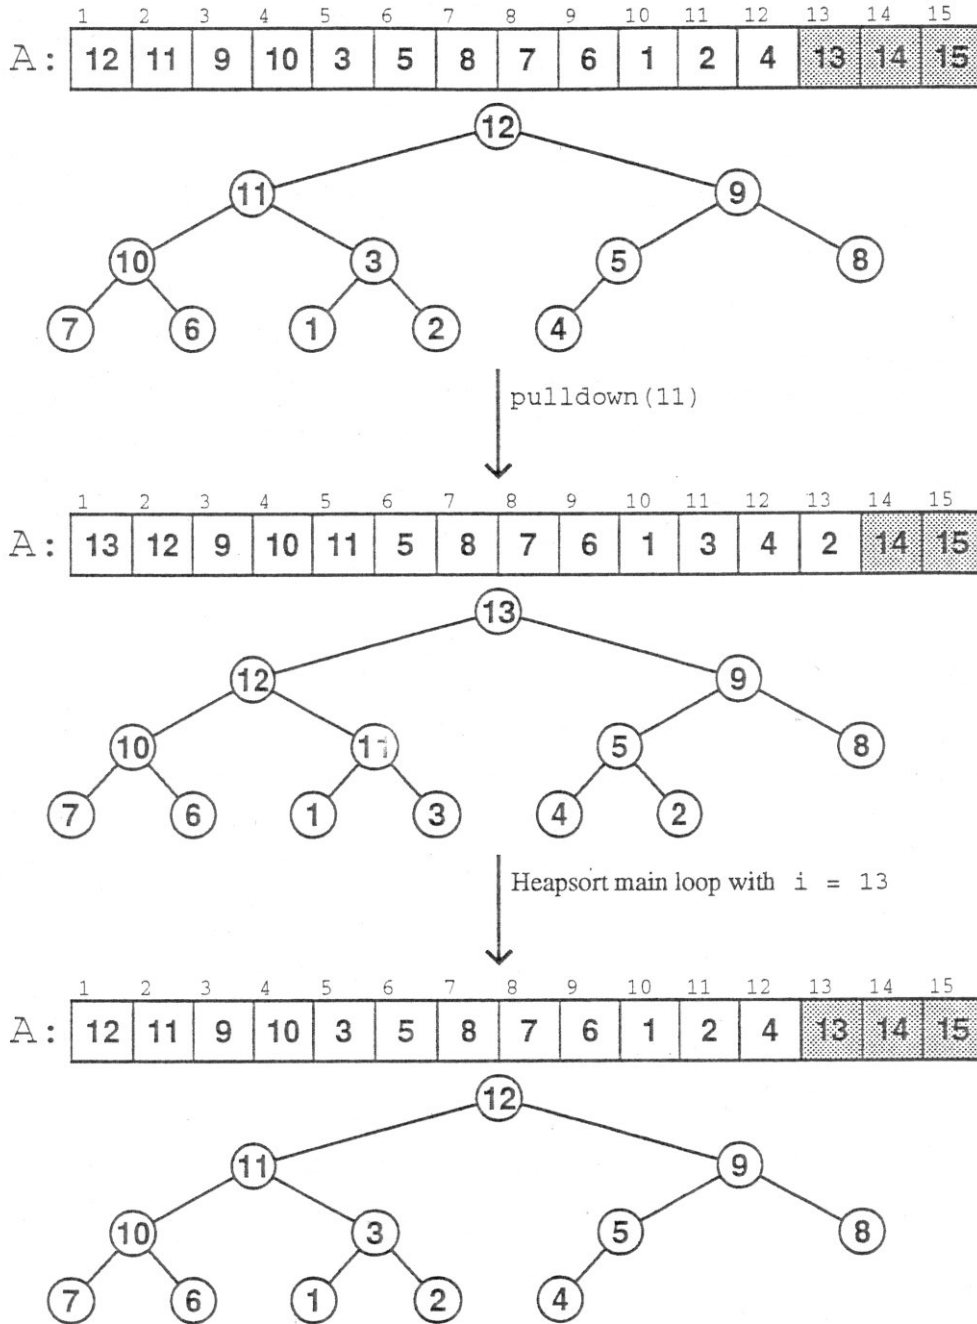 1 2 3 4 5 6 7 8 9 10 11 12 13 14 15
A: 12 11 9 10 3 5 8 7 6 1 2 4 13 14 15
12
11 9
10 3 5 8
7 6 1 2 4
pulldown(11)
1 2 3 4 5 6 7 8 9 10 11 12 13 14 15
A: 13 12 9 10 11 5 8 7 6 1 3 4 2 14 15
13
12 9
10 11 5 8
7 6 1 3 4 2
Heapsort main loop with i = 13
1 2 3 4 5 6 7 8 9 10 11 12 13 14 15
A: 12 11 9 10 3 5 8 7 6 1 2 4 13 14 15
12
11 9
10 3 5 8
7 6 1 2 4